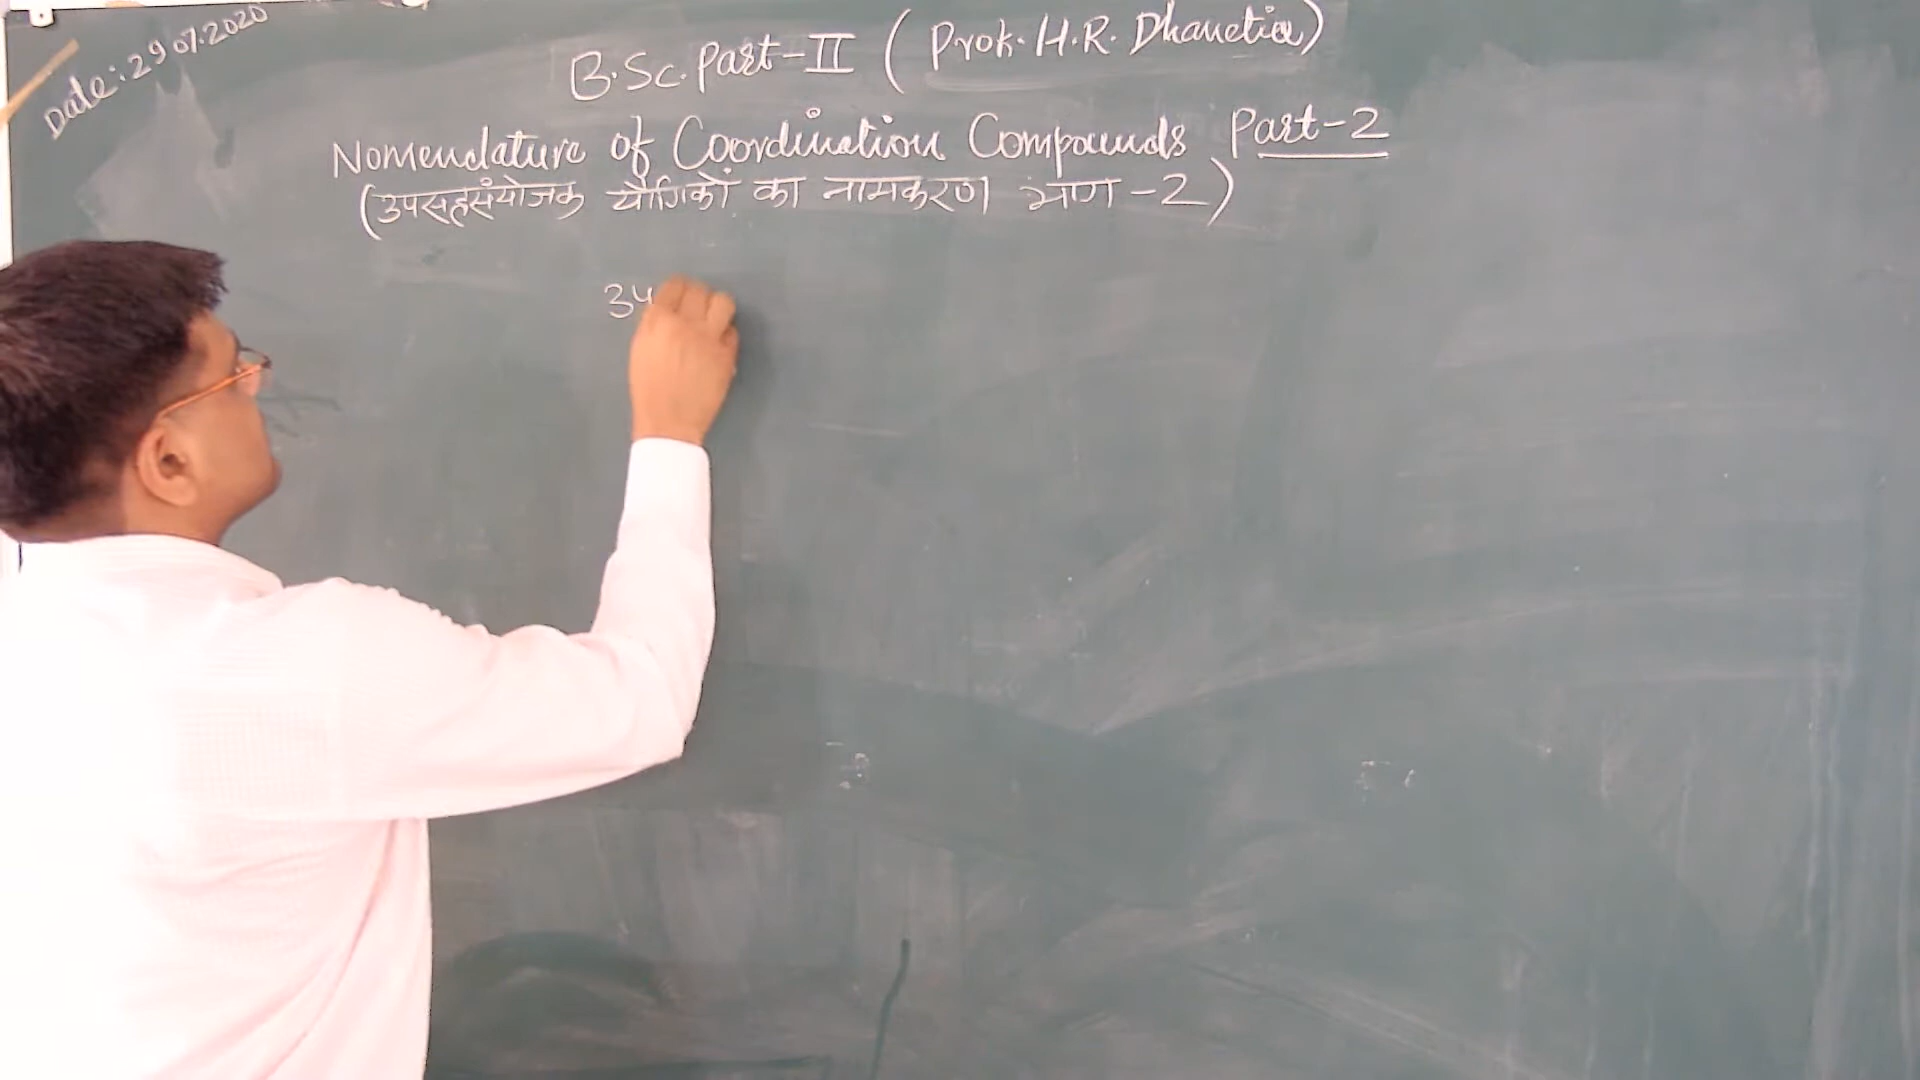 Date: 29 07.2020
B.Sc. Part-II ( Prof. H.R. Dhanetia)
Nomenclature of Coordination Compounds Part-2
(उपसहसंयोजक यौगिकों का नामकरण भाग -2)
उप